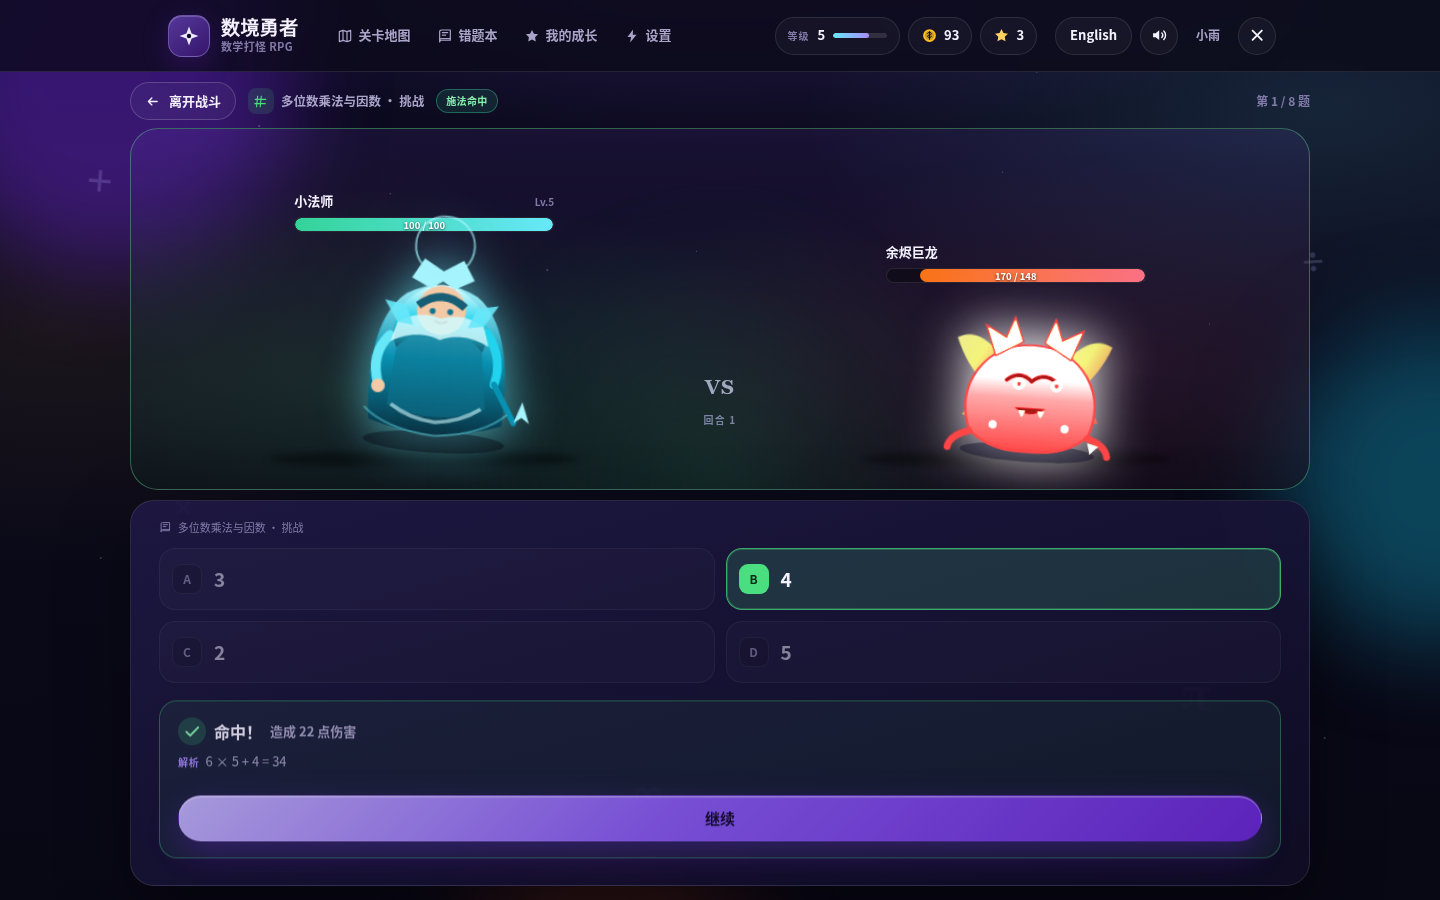 数境勇者
数学打怪 RPG
关卡地图
错题本
我的成长
设置
等级 5
93
3
English
小雨
离开战斗
多位数乘法与因数 · 挑战
施法命中
第 1 / 8 题
小法师
Lv.5
100 / 100
余烬巨龙
170 / 148
VS
回合 1
多位数乘法与因数 · 挑战
A 3
B 4
C 2
D 5
命中！ 造成 22 点伤害
解析 6 × 5 + 4 = 34
继续